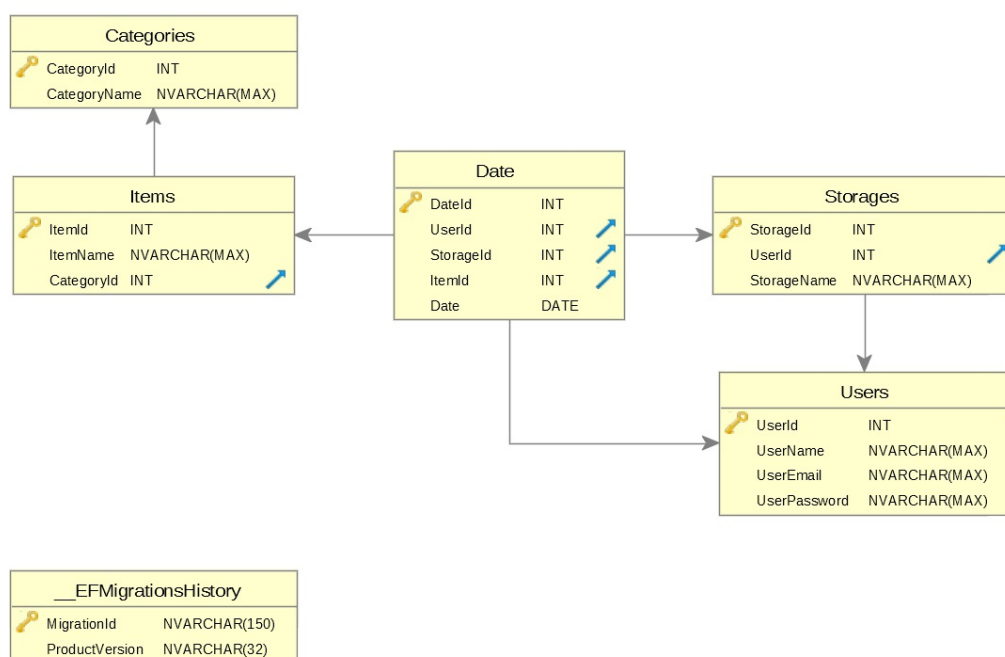 Categories
CategoryId INT
CategoryName NVARCHAR(MAX)
Items
ItemId INT
ItemName NVARCHAR(MAX)
CategoryId INT
Date
DateId INT
UserId INT
StorageId INT
ItemId INT
Date DATE
Storages
StorageId INT
UserId INT
StorageName NVARCHAR(MAX)
Users
UserId INT
UserName NVARCHAR(MAX)
UserEmail NVARCHAR(MAX)
UserPassword NVARCHAR(MAX)
__EFMigrationsHistory
MigrationId NVARCHAR(150)
ProductVersion NVARCHAR(32)